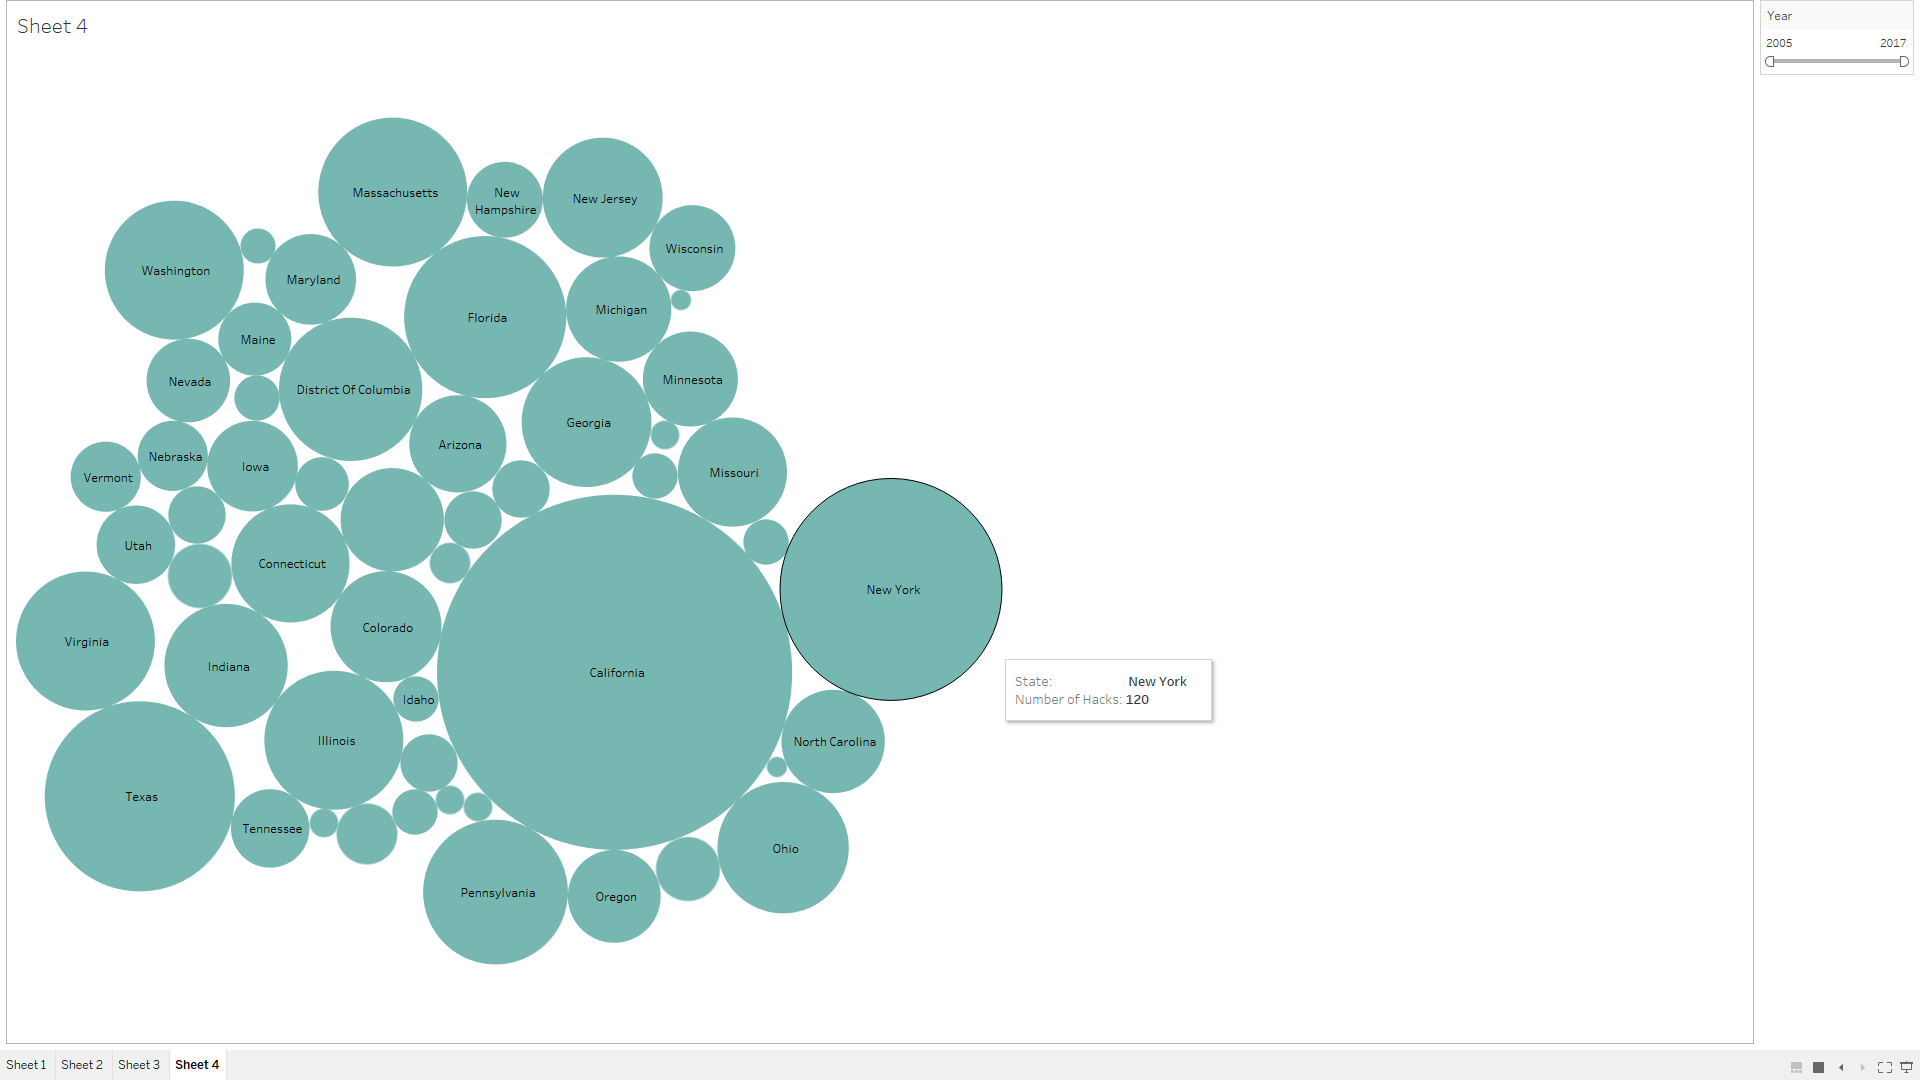 Sheet 4
Year
2005 2017
Massachusetts
New
Hampshire
New Jersey
Wisconsin
Washington
Maryland
Michigan
Florida
Maine
Nevada
District Of Columbia
Minnesota
Georgia
Arizona
Nebraska
Iowa
Missouri
Vermont
Utah
Connecticut
New York
Colorado
Virginia
Indiana
California
State: New York
Number of Hacks: 120
Idaho
Illinois
North Carolina
Texas
Tennessee
Ohio
Pennsylvania
Oregon
Sheet 1 Sheet 2 Sheet 3 Sheet 4